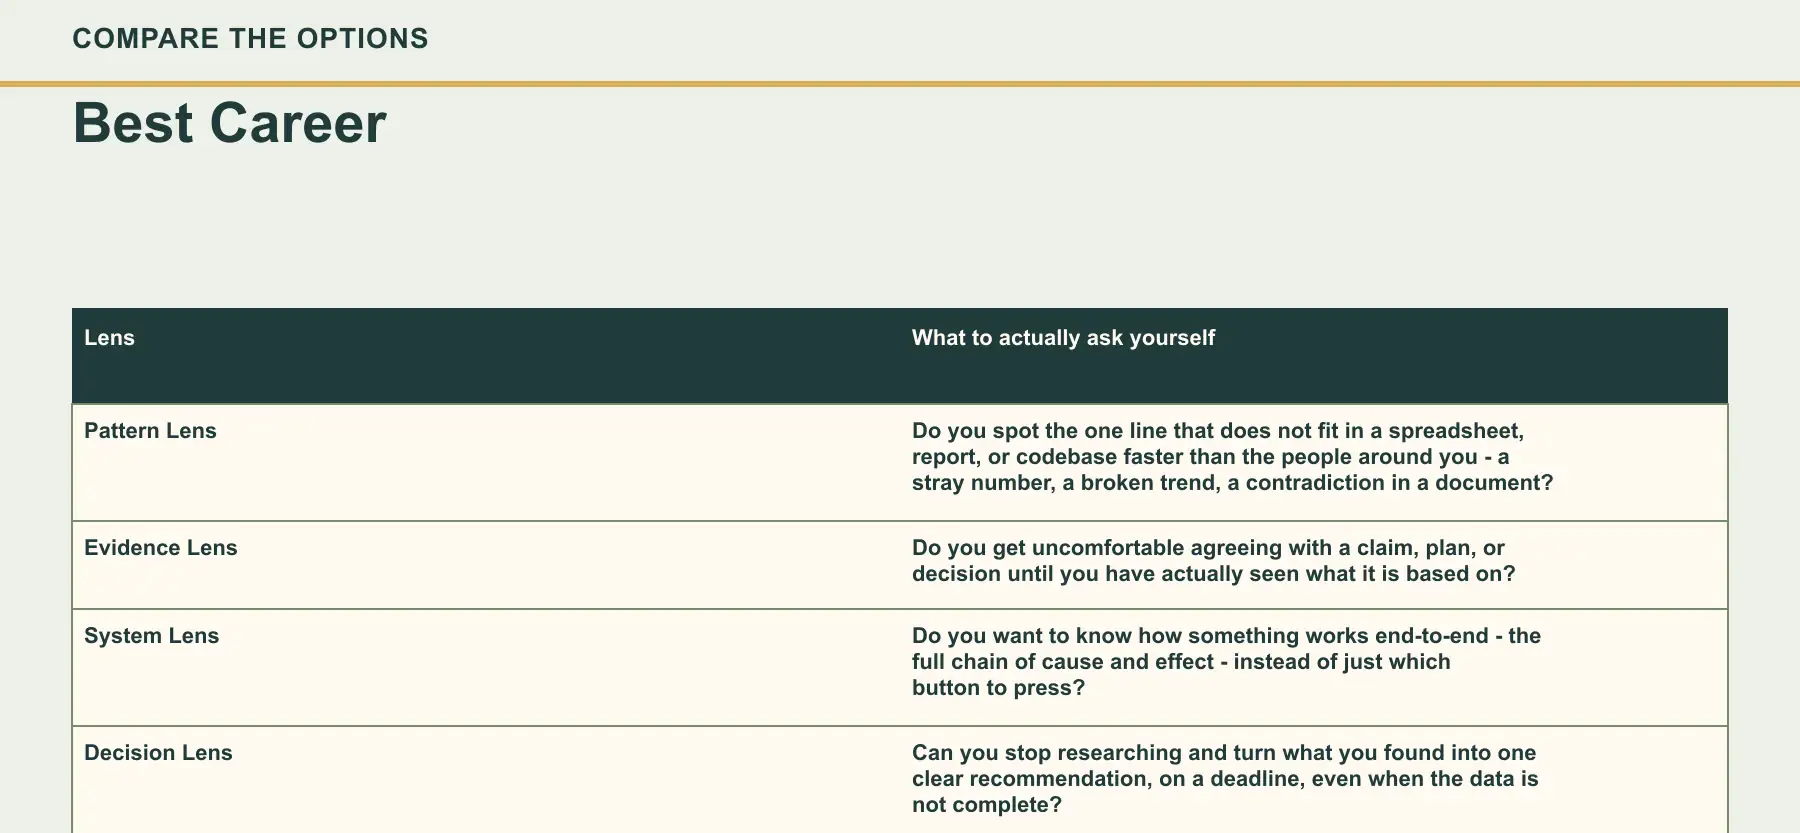 COMPARE THE OPTIONS
Best Career
Lens
What to actually ask yourself
Pattern Lens
Do you spot the one line that does not fit in a spreadsheet,
report, or codebase faster than the people around you - a
stray number, a broken trend, a contradiction in a document?
Evidence Lens
Do you get uncomfortable agreeing with a claim, plan, or
decision until you have actually seen what it is based on?
System Lens
Do you want to know how something works end-to-end - the
full chain of cause and effect - instead of just which
button to press?
Decision Lens
Can you stop researching and turn what you found into one
clear recommendation, on a deadline, even when the data is
not complete?